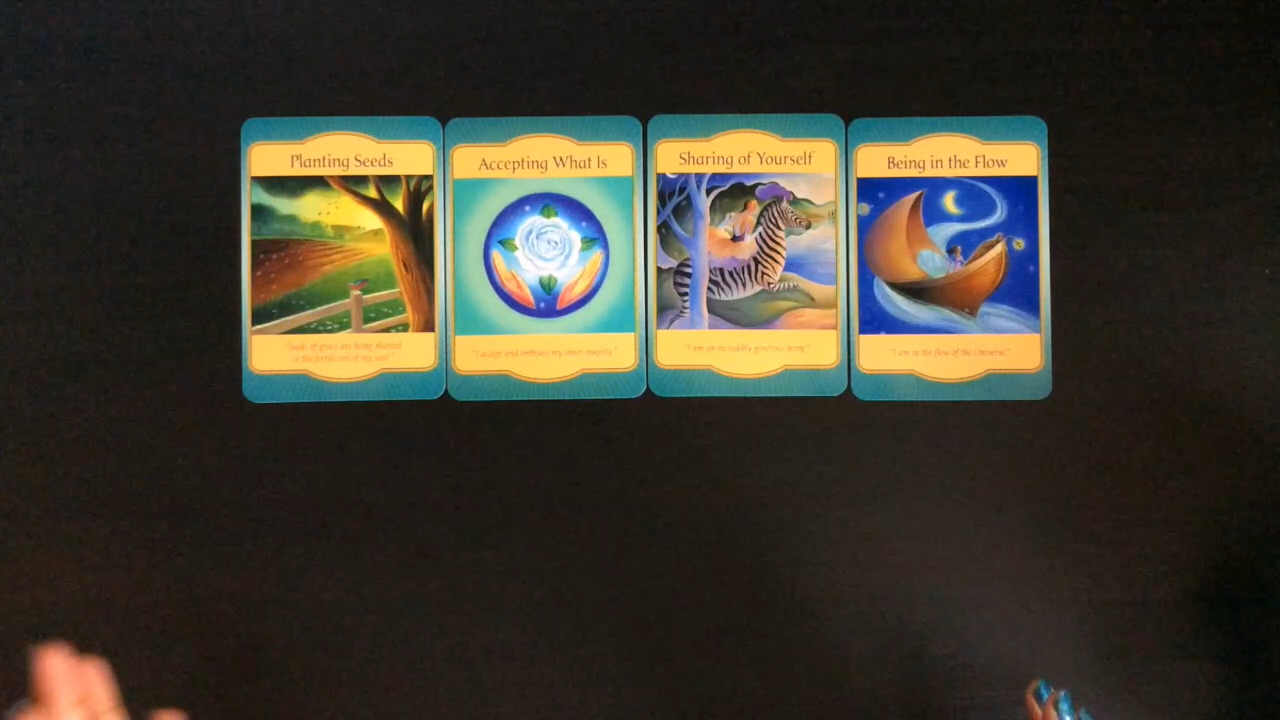 Planting Seeds
"Seeds of grace are being planted
in the fertile soil of my soul."
Accepting What Is
"I accept and embrace my inner majesty."
Sharing of Yourself
"I am an incredibly generous being."
Being in the Flow
"I am in the flow of the Universe."